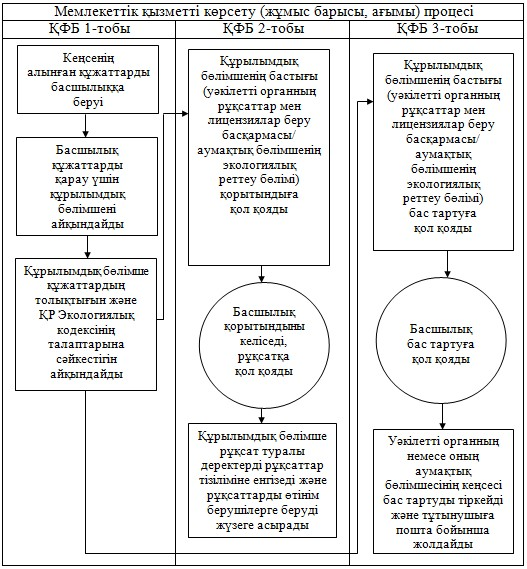 Мемлекеттік қызметті көрсету (жұмыс барысы, ағымы) процесі
ҚФБ 1-тобы
Кеңсенің
алынған құжаттарды
басшылыққа
беруі
Басшылық
құжаттарды
қарау үшін
құрылымдық
бөлімшені
айқындайды
Құрылымдық бөлімше
құжаттардың
толықтығын және
ҚР Экологиялық
кодексінің
талаптарына
сәйкестігін
айқындайды
ҚФБ 2-тобы
Құрылымдық
бөлімшенің бастығы
(уәкілетті органның
рұқсаттар мен
лицензиялар беру
басқармасы/
аумақтық бөлімшенің
экологиялық
реттеу бөлімі)
қорытындыға
қол қояды
Басшылық
қорытындыны
келіседі,
рұқсатқа
қол қояды
Құрылымдық бөлімше
рұқсат туралы
деректерді рұқсаттар
тізіліміне енгізеді және
рұқсаттарды өтінім
берушілерге беруді
жүзеге асырады
ҚФБ 3-тобы
Құрылымдық
бөлімшенің бастығы
(уәкілетті органның
рұқсаттар мен
лицензиялар беру
басқармасы/
аумақтық
бөлімшенің
экологиялық
реттеу бөлімі)
бас тартуға
қол қояды
Басшылық
бас тартуға
қол қояды
Уәкілетті органның
немесе оның
аумақтық
бөлімшесінің кеңсесі
бас тартуды тіркейді
және тұтынушыға
пошта бойынша
жолдайды